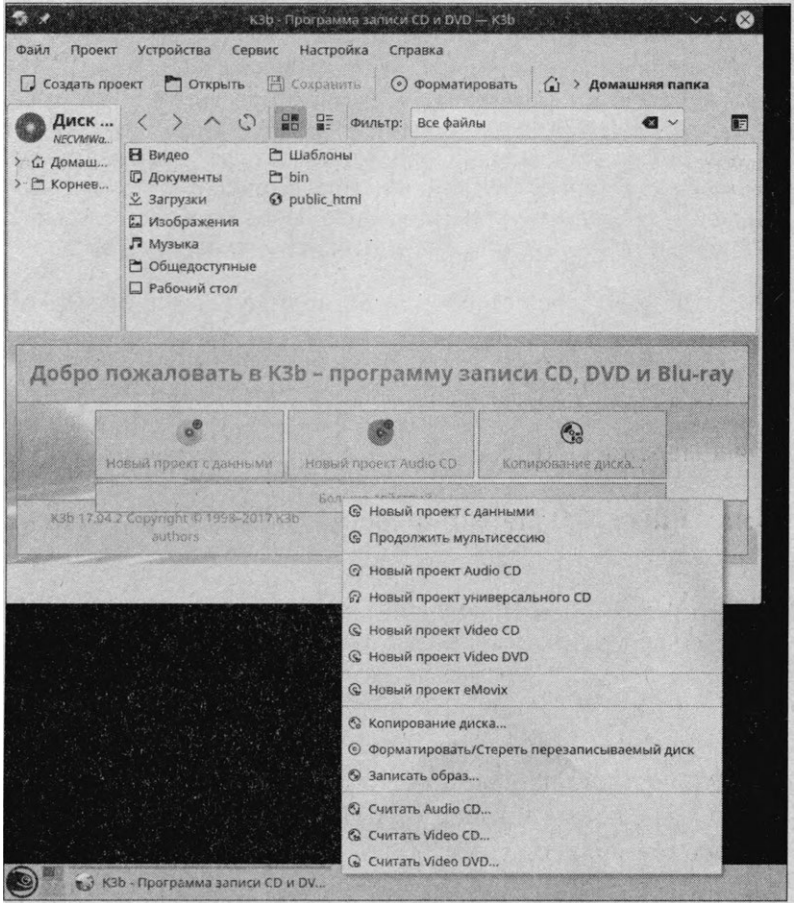 K3b - Программа записи CD и DVD — K3b
Файл Проект Устройства Сервис Настройка Справка
Создать проект Открыть Сохранить Форматировать > Домашняя папка
Диск ...
NECVMWa...
Фильтр: Все файлы
> Домаш...
> Корнев...
Видео
Документы
Загрузки
Изображения
Музыка
Общедоступные
Рабочий стол
Шаблоны
bin
public_html
Добро пожаловать в K3b – программу записи CD, DVD и Blu-ray
Новый проект с данными
Новый проект Audio CD
Копирование диска...
K3b 17.04.2 Copyright © 1998–2017 K3b
authors
Новый проект с данными
Продолжить мультисессию
Новый проект Audio CD
Новый проект универсального CD
Новый проект Video CD
Новый проект Video DVD
Новый проект eMovix
Копирование диска...
Форматировать/Стереть перезаписываемый диск
Записать образ...
Считать Audio CD...
Считать Video CD...
Считать Video DVD...
K3b - Программа записи CD и DV...